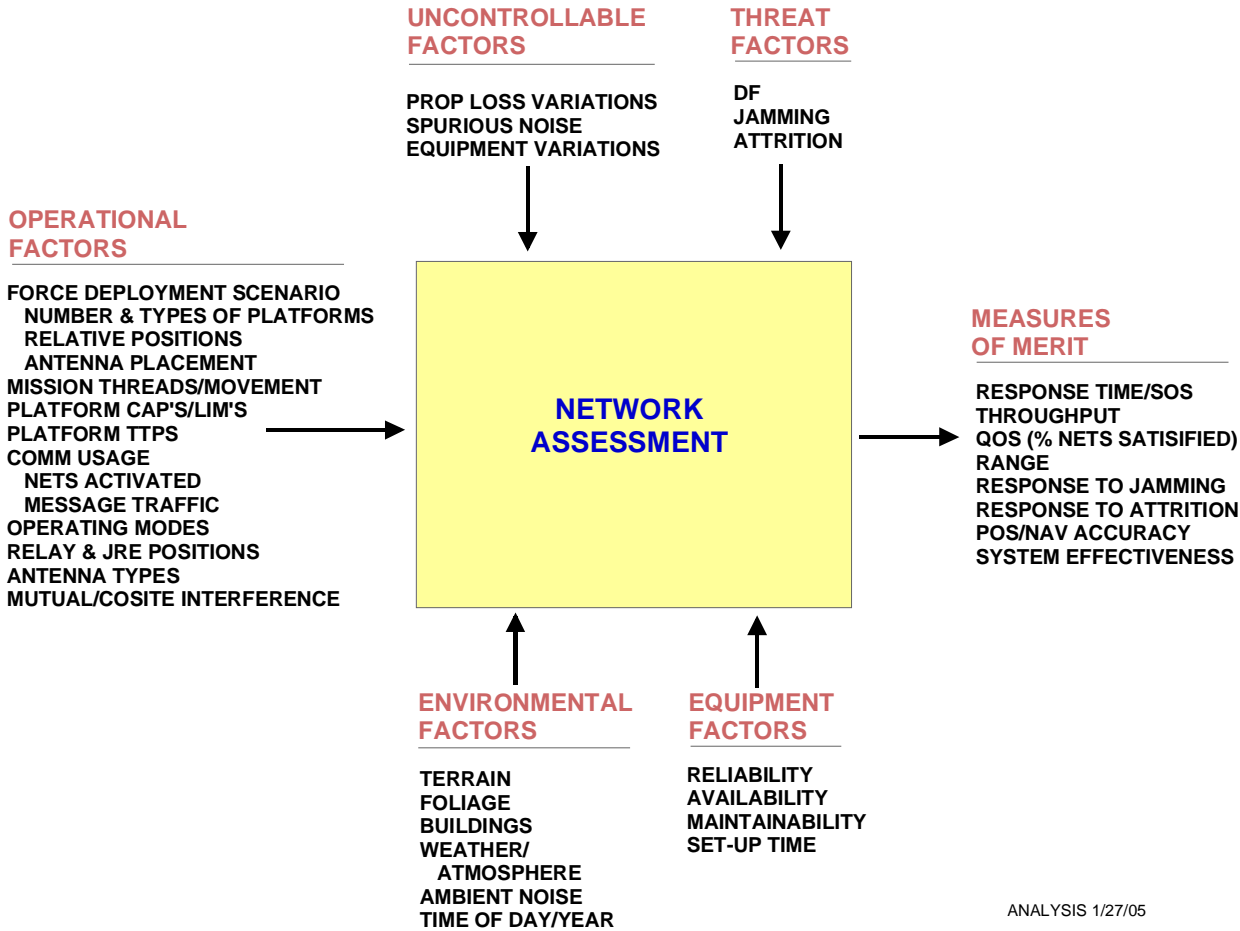 UNCONTROLLABLE
FACTORS
PROP LOSS VARIATIONS
SPURIOUS NOISE
EQUIPMENT VARIATIONS
THREAT
FACTORS
DF
JAMMING
ATTRITION
OPERATIONAL
FACTORS
FORCE DEPLOYMENT SCENARIO
NUMBER & TYPES OF PLATFORMS
RELATIVE POSITIONS
ANTENNA PLACEMENT
MISSION THREADS/MOVEMENT
PLATFORM CAP'S/LIM'S
PLATFORM TTPS
COMM USAGE
NETS ACTIVATED
MESSAGE TRAFFIC
OPERATING MODES
RELAY & JRE POSITIONS
ANTENNA TYPES
MUTUAL/COSITE INTERFERENCE
NETWORK
ASSESSMENT
MEASURES
OF MERIT
RESPONSE TIME/SOS
THROUGHPUT
QOS (% NETS SATISIFIED)
RANGE
RESPONSE TO JAMMING
RESPONSE TO ATTRITION
POS/NAV ACCURACY
SYSTEM EFFECTIVENESS
ENVIRONMENTAL
FACTORS
TERRAIN
FOLIAGE
BUILDINGS
WEATHER/
ATMOSPHERE
AMBIENT NOISE
TIME OF DAY/YEAR
EQUIPMENT
FACTORS
RELIABILITY
AVAILABILITY
MAINTAINABILITY
SET-UP TIME
ANALYSIS 1/27/05